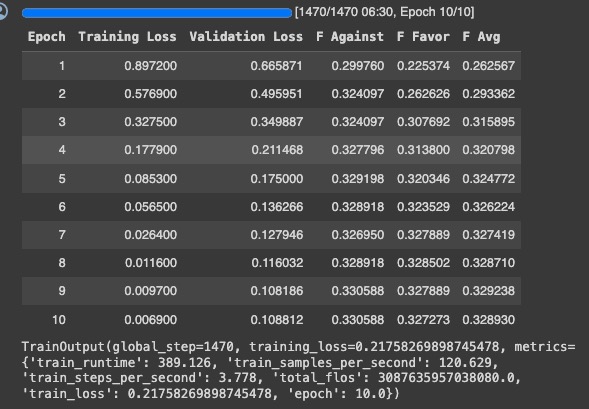 [1470/1470 06:30, Epoch 10/10]
Epoch Training Loss Validation Loss F Against F Favor F Avg
1 0.897200 0.665871 0.299760 0.225374 0.262567
2 0.576900 0.495951 0.324097 0.262626 0.293362
3 0.327500 0.349887 0.324097 0.307692 0.315895
4 0.177900 0.211468 0.327796 0.313800 0.320798
5 0.085300 0.175000 0.329198 0.320346 0.324772
6 0.056500 0.136266 0.328918 0.323529 0.326224
7 0.026400 0.127946 0.326950 0.327889 0.327419
8 0.011600 0.116032 0.328918 0.328502 0.328710
9 0.009700 0.108186 0.330588 0.327889 0.329238
10 0.006900 0.108812 0.330588 0.327273 0.328930
TrainOutput(global_step=1470, training_loss=0.21758269898745478, metrics=
{'train_runtime': 389.126, 'train_samples_per_second': 120.629,
'train_steps_per_second': 3.778, 'total_flos': 3087635957038080.0,
'train_loss': 0.21758269898745478, 'epoch': 10.0})